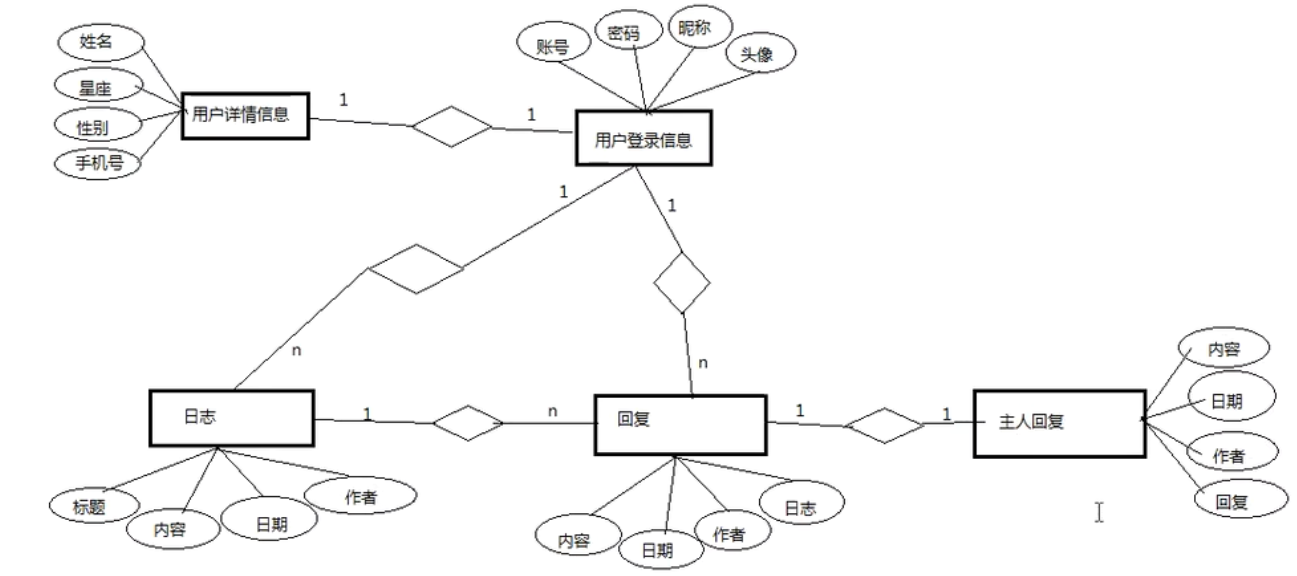 姓名
星座
性别
手机号
用户详情信息
1
1
账号
密码
昵称
头像
用户登录信息
1
n
1
n
日志
1
n
回复
1
1
主人回复
标题
内容
日期
作者
内容
日期
作者
日志
内容
日期
作者
回复